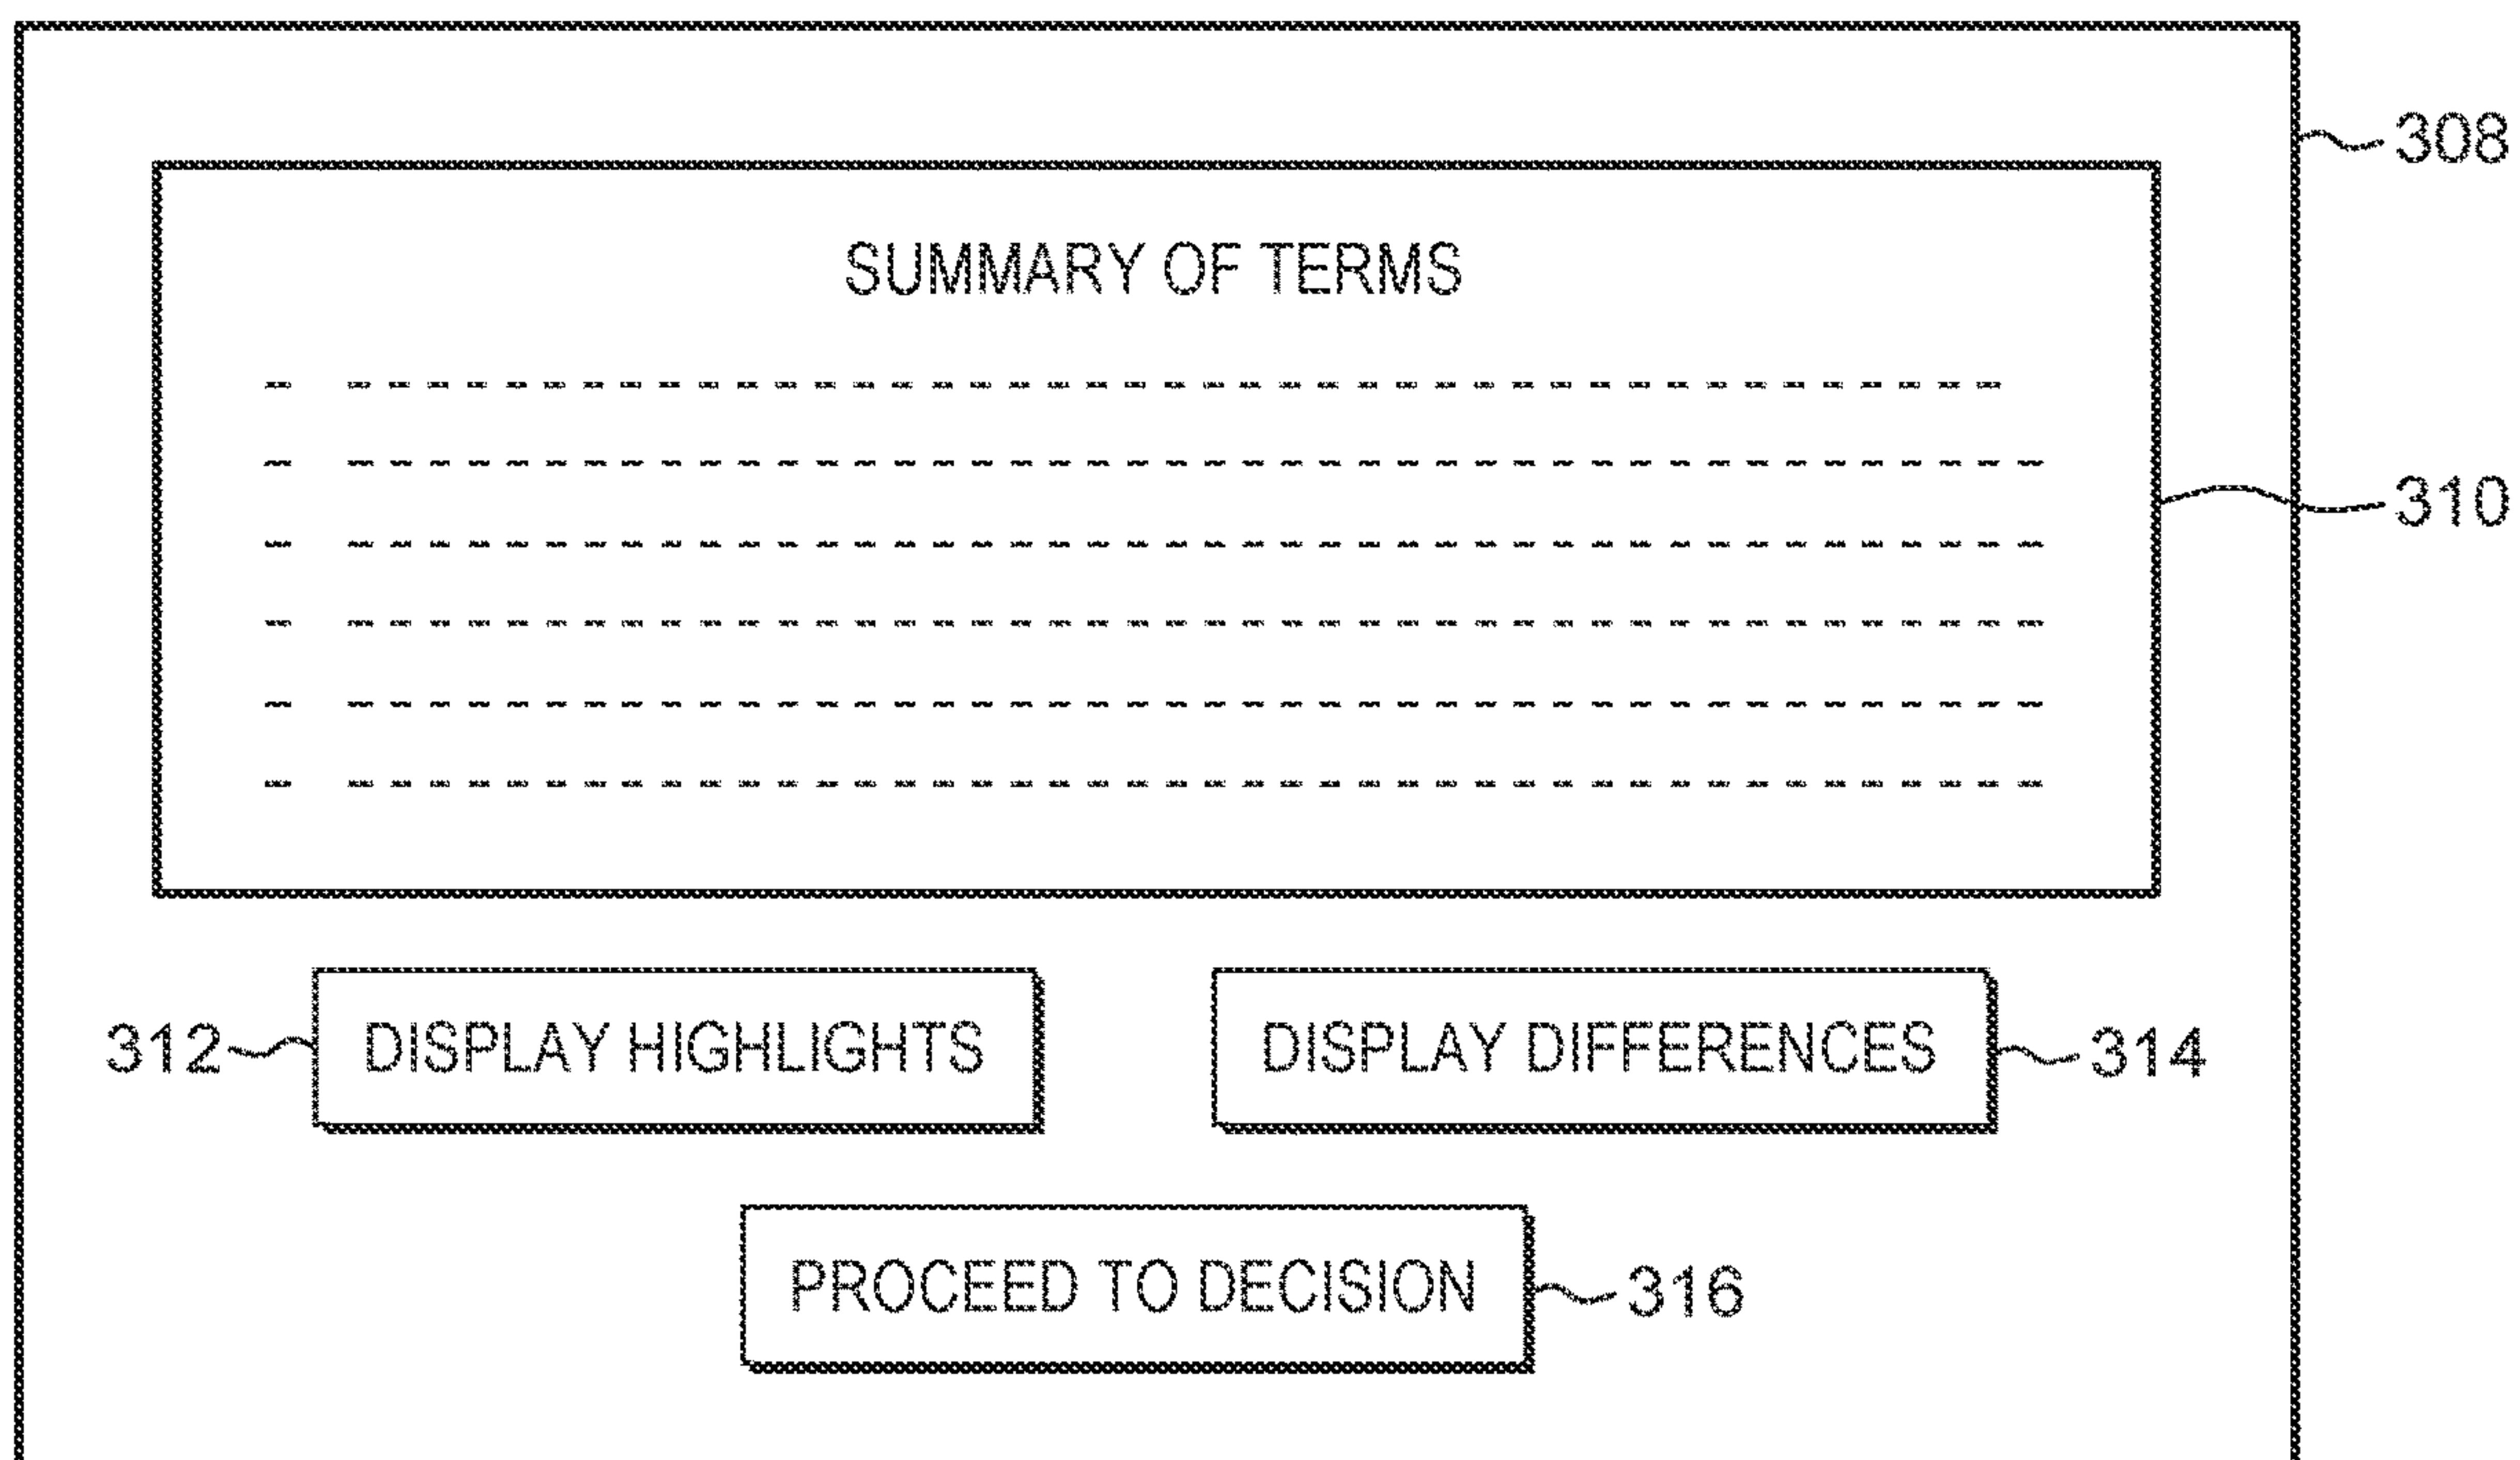 308
SUMMARY OF TERMS
310
312 DISPLAY HIGHLIGHTS DISPLAY DIFFERENCES 314
PROCEED TO DECISION 316